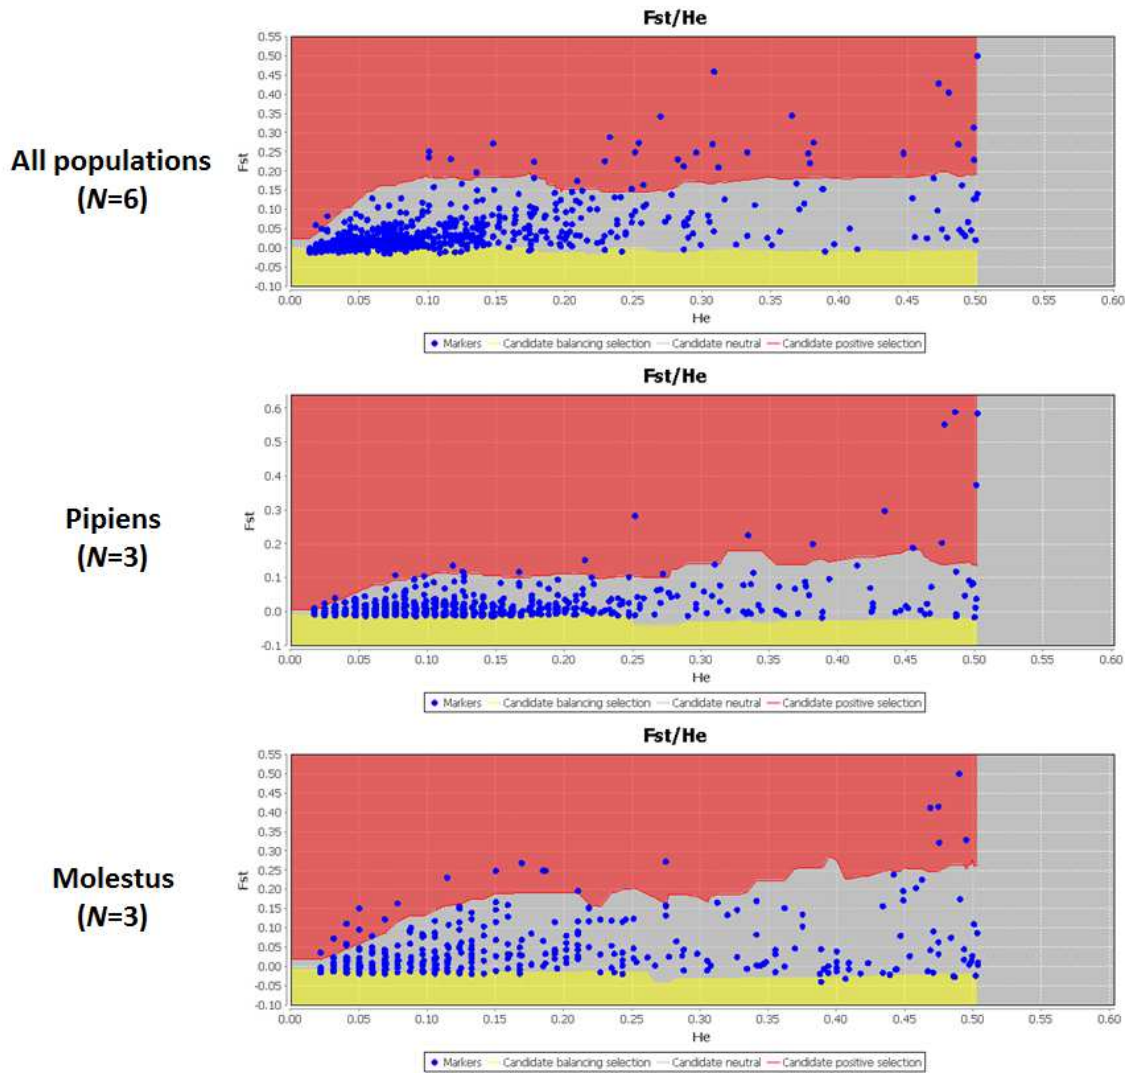 Fst/He
All populations
(N=6)
Fst
0.55
0.50
0.45
0.40
0.35
0.30
0.25
0.20
0.15
0.10
0.05
0.00
-0.05
-0.10
0.00 0.05 0.10 0.15 0.20 0.25 0.30 0.35 0.40 0.45 0.50 0.55 0.60
He
Markers Candidate balancing selection Candidate neutral Candidate positive selection
Fst/He
Pipiens
(N=3)
Fst
0.6
0.5
0.4
0.3
0.2
0.1
0.0
-0.1
0.00 0.05 0.10 0.15 0.20 0.25 0.30 0.35 0.40 0.45 0.50 0.55 0.60
He
Markers Candidate balancing selection Candidate neutral Candidate positive selection
Fst/He
Molestus
(N=3)
Fst
0.55
0.50
0.45
0.40
0.35
0.30
0.25
0.20
0.15
0.10
0.05
0.00
-0.05
-0.10
0.00 0.05 0.10 0.15 0.20 0.25 0.30 0.35 0.40 0.45 0.50 0.55 0.60
He
Markers Candidate balancing selection Candidate neutral Candidate positive selection